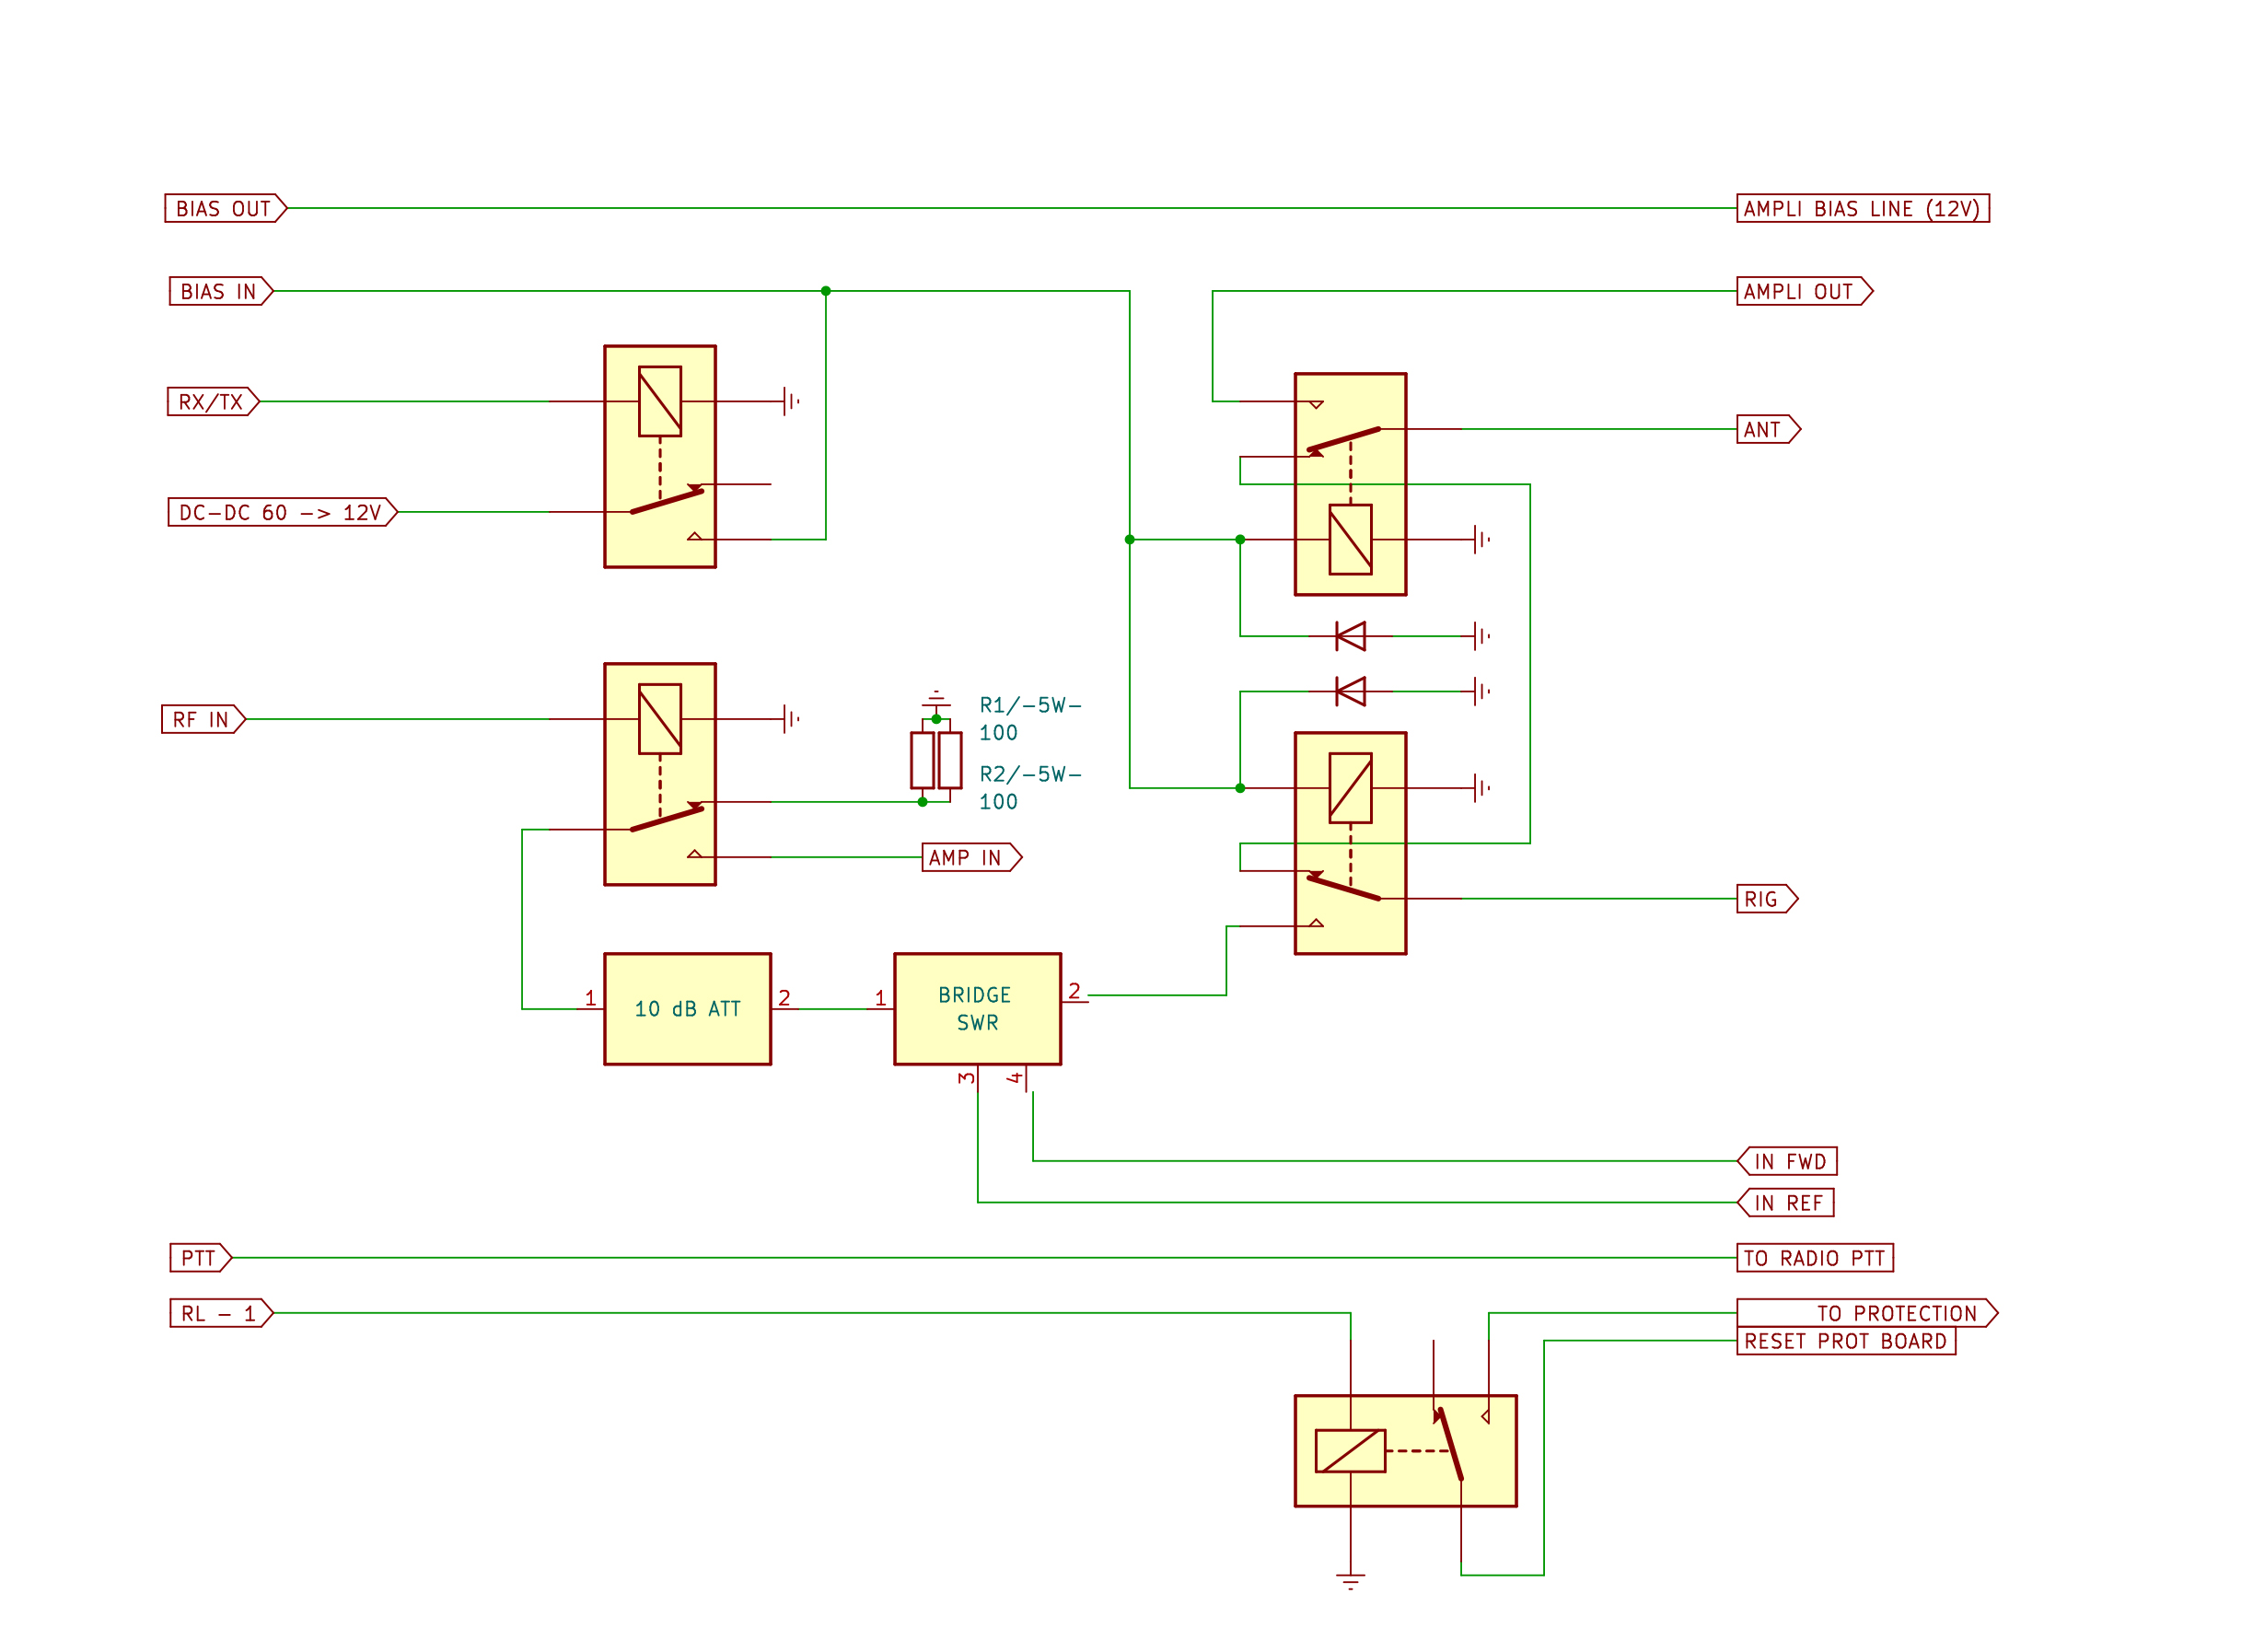 BIAS OUT
AMPLI BIAS LINE (12V)
BIAS IN
AMPLI OUT
RX/TX
ANT
DC-DC 60 -> 12V
RF IN
R1/-5W-
100
R2/-5W-
100
AMP IN
RIG
1
10 dB ATT
2
1
BRIDGE
SWR
2
3
4
IN FWD
IN REF
PTT
TO RADIO PTT
RL - 1
TO PROTECTION
RESET PROT BOARD